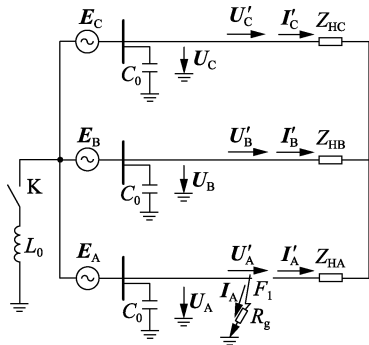 E_C
C_0
U_C
U′_C
I′_C
Z_HC
E_B
C_0
U_B
U′_B
I′_B
Z_HB
K
L_0
E_A
C_0
U_A
U′_A
I′_A
Z_HA
I_A
F_1
R_g